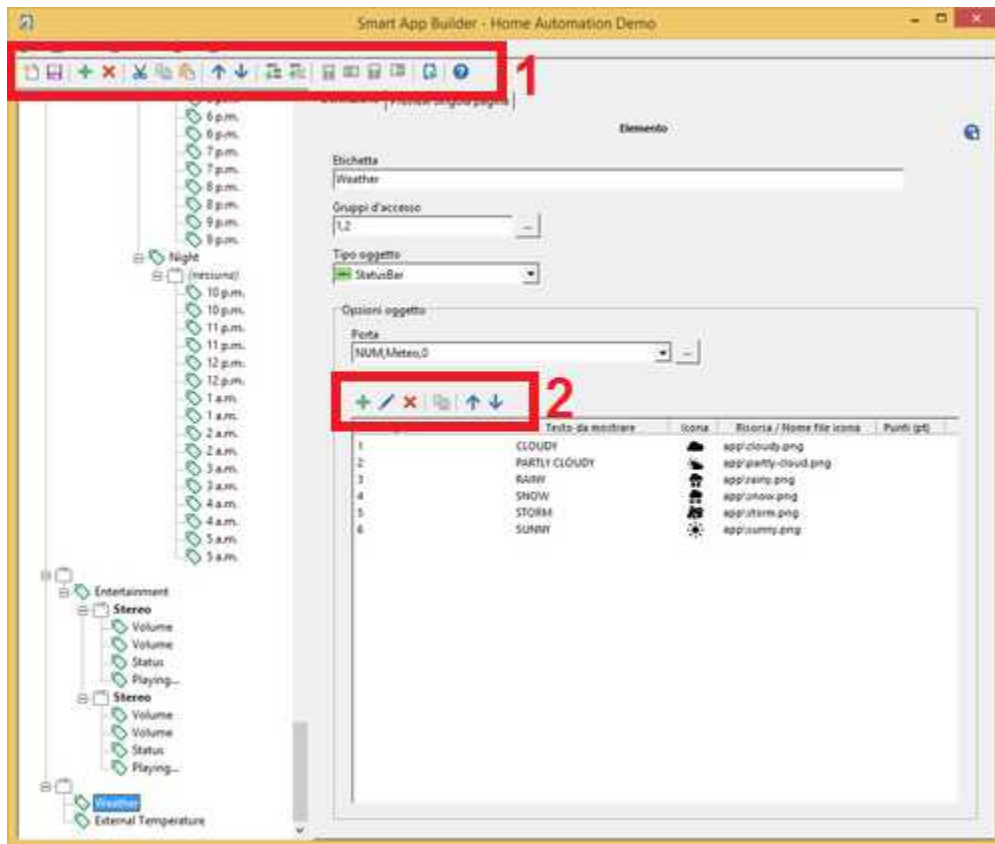 Smart App Builder - Home Automation Demo
1
Preview singola pagina
6 p.m.
6 p.m.
7 p.m.
7 p.m.
8 p.m.
8 p.m.
9 p.m.
9 p.m.
Night
(nessuno)
10 p.m.
10 p.m.
11 p.m.
11 p.m.
12 p.m.
12 p.m.
1 a.m.
1 a.m.
2 a.m.
2 a.m.
3 a.m.
3 a.m.
4 a.m.
4 a.m.
5 a.m.
5 a.m.
Entertainment
Stereo
Volume
Volume
Status
Playing...
Stereo
Volume
Volume
Status
Playing...
Weather
External Temperature
Elemento
Etichetta
Weather
Gruppi d'accesso
1,2
...
Tipo oggetto
StatusBar
Opzioni oggetto
Porta
NUM,Meteo,0
...
2
Testo da mostrare Icona Risorsa / Nome file icona Punti (pt)
1 CLOUDY app\cloudy.png
2 PARTLY CLOUDY app\partly-cloud.png
3 RAINY app\rainy.png
4 SNOW app\snow.png
5 STORM app\storm.png
6 SUNNY app\sunny.png